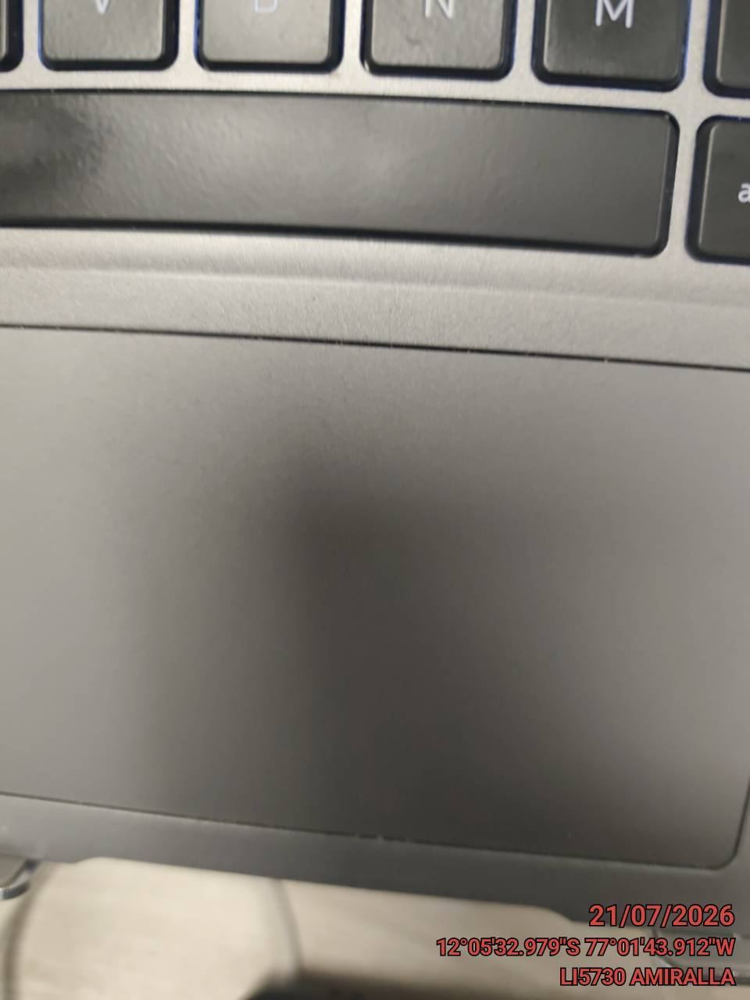 V B N M
a
21/07/2026
12°05'32.979"S 77°01'43.912"W
LI5730 AMIRALLA